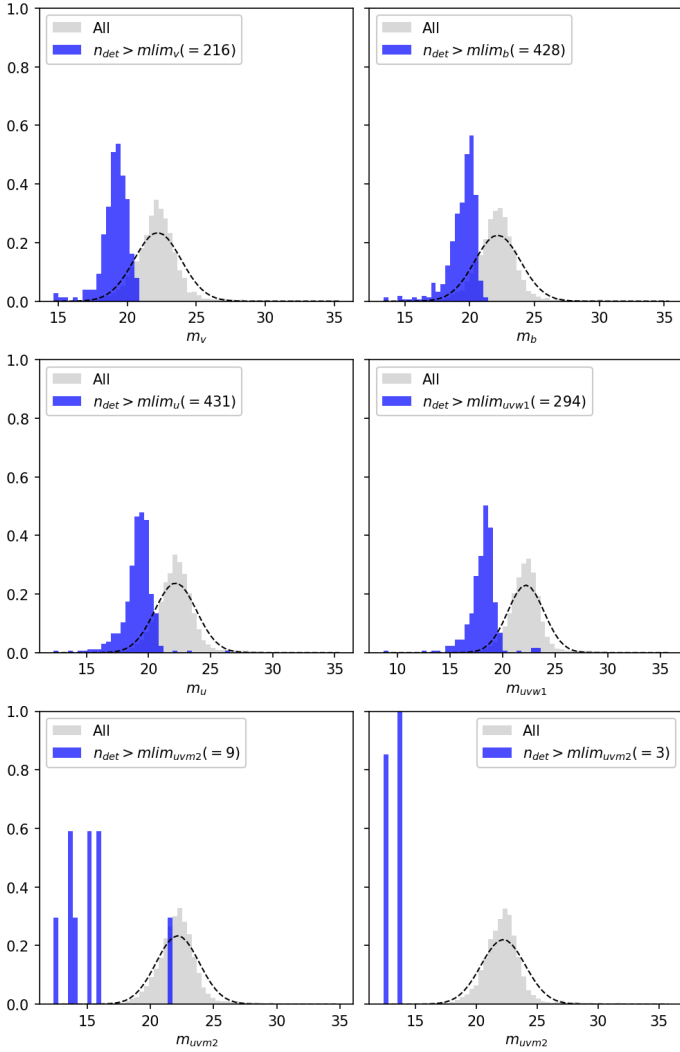 All
n_det > mlim_v(= 216)
1.0
0.8
0.6
0.4
0.2
0.0
15 20 25 30 35
m_v
All
n_det > mlim_b(= 428)
15 20 25 30 35
m_b
All
n_det > mlim_u(= 431)
1.0
0.8
0.6
0.4
0.2
0.0
15 20 25 30 35
m_u
All
n_det > mlim_uvw1(= 294)
10 15 20 25 30 35
m_uvw1
All
n_det > mlim_uvm2(= 9)
1.0
0.8
0.6
0.4
0.2
0.0
15 20 25 30 35
m_uvm2
All
n_det > mlim_uvm2(= 3)
15 20 25 30 35
m_uvm2